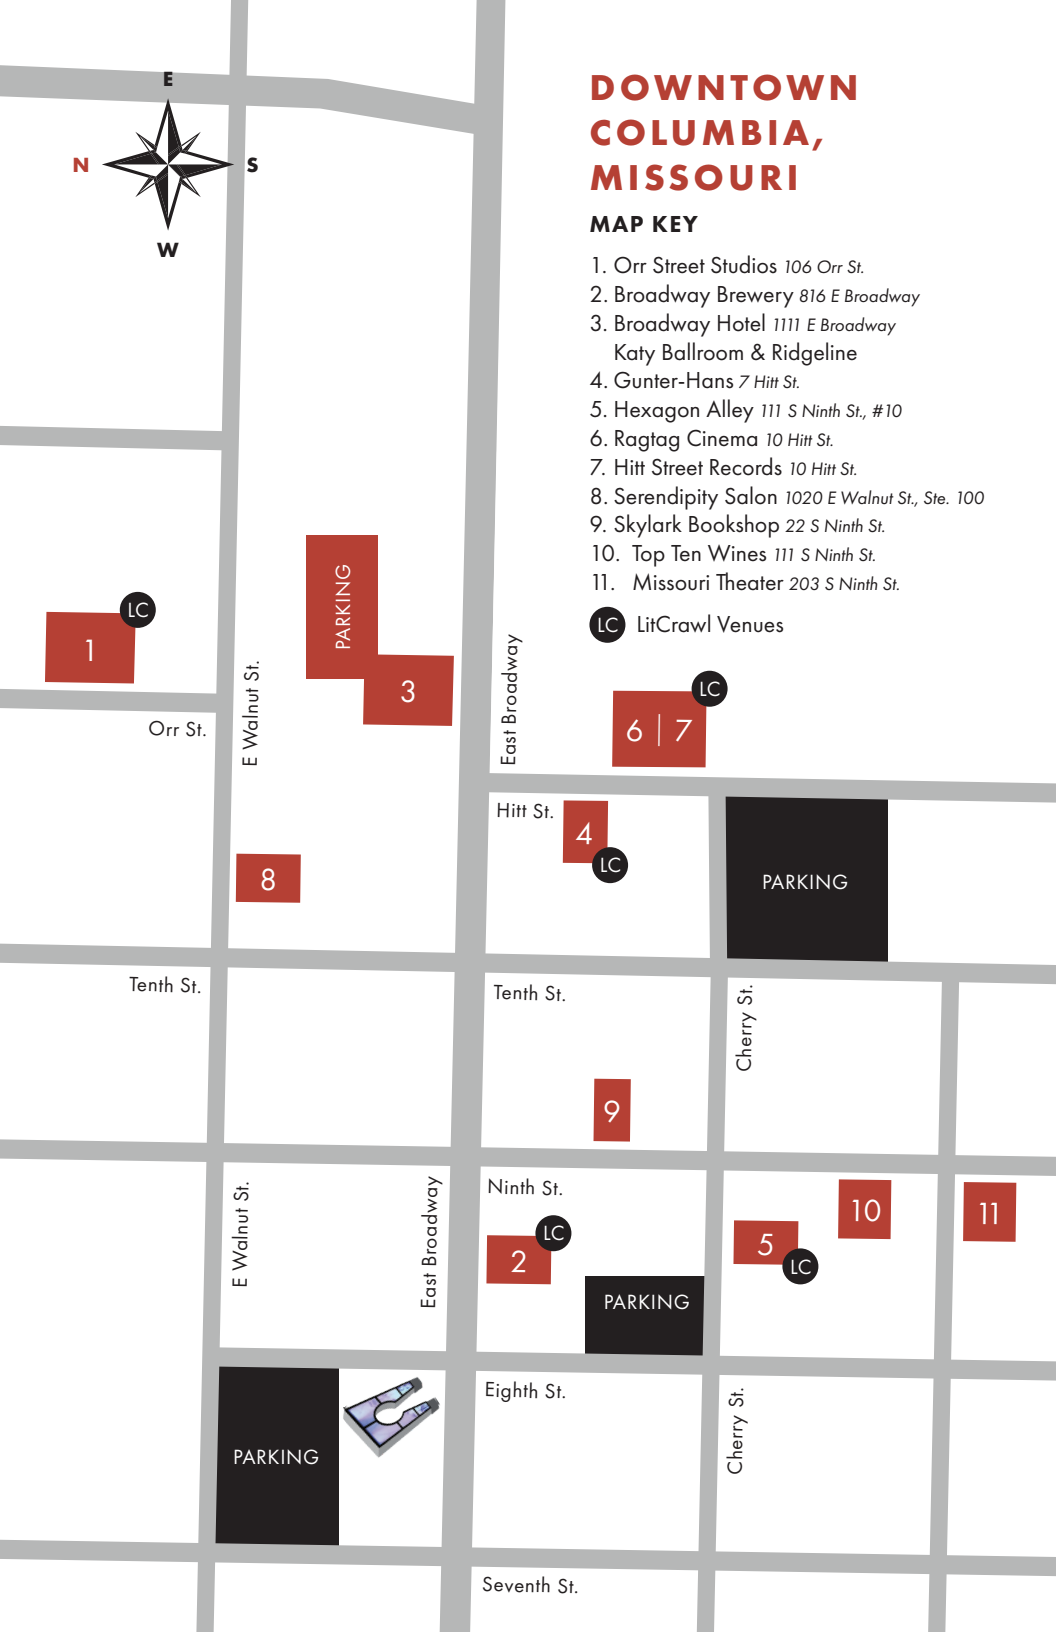 E
N
S
W
DOWNTOWN
COLUMBIA,
MISSOURI
MAP KEY
1. Orr Street Studios 106 Orr St.
2. Broadway Brewery 816 E Broadway
3. Broadway Hotel 1111 E Broadway
Katy Ballroom & Ridgeline
4. Gunter-Hans 7 Hitt St.
5. Hexagon Alley 111 S Ninth St., #10
6. Ragtag Cinema 10 Hitt St.
7. Hitt Street Records 10 Hitt St.
8. Serendipity Salon 1020 E Walnut St., Ste. 100
9. Skylark Bookshop 22 S Ninth St.
10. Top Ten Wines 111 S Ninth St.
11. Missouri Theater 203 S Ninth St.
LC LitCrawl Venues
PARKING
LC
1
3
E Walnut St.
East Broadway
LC
6 | 7
Orr St.
Hitt St.
4
LC
PARKING
8
Tenth St.
Tenth St.
Cherry St.
9
Ninth St.
E Walnut St.
East Broadway
LC
2
PARKING
10
11
5
LC
Eighth St.
Cherry St.
PARKING
Seventh St.